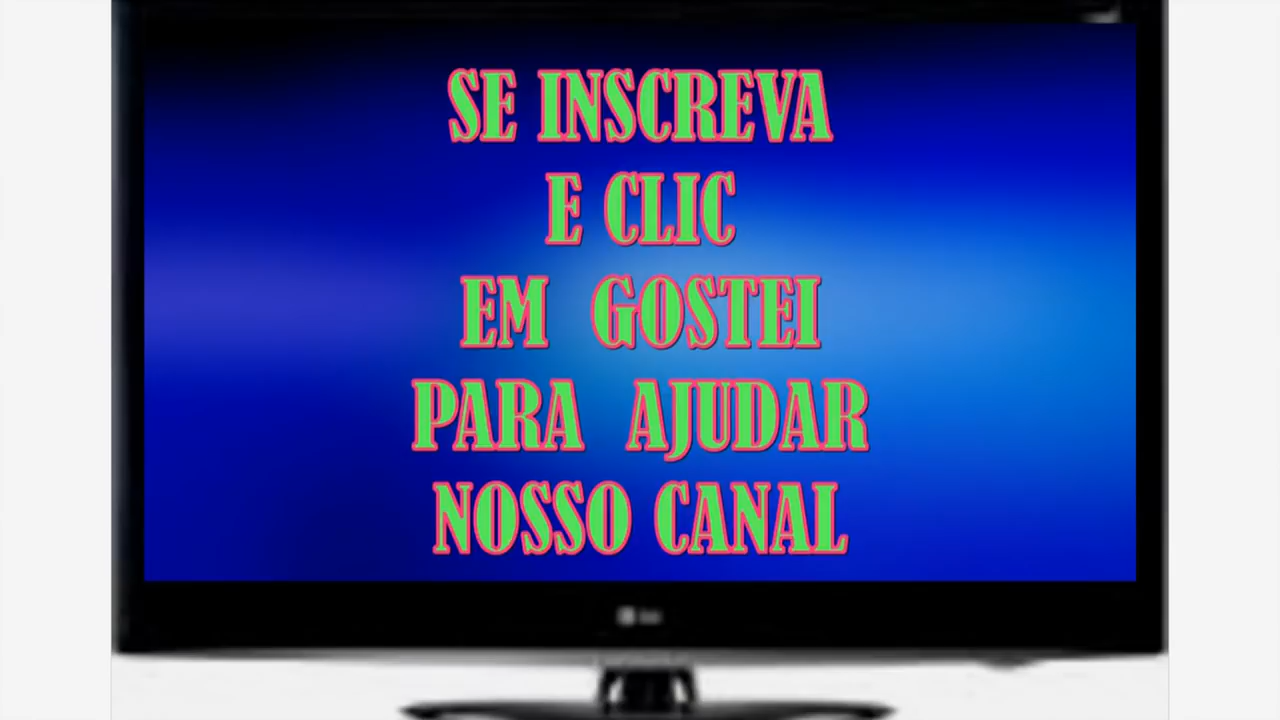 SE INSCREVA
E CLIC
EM GOSTEI
PARA AJUDAR
NOSSO CANAL